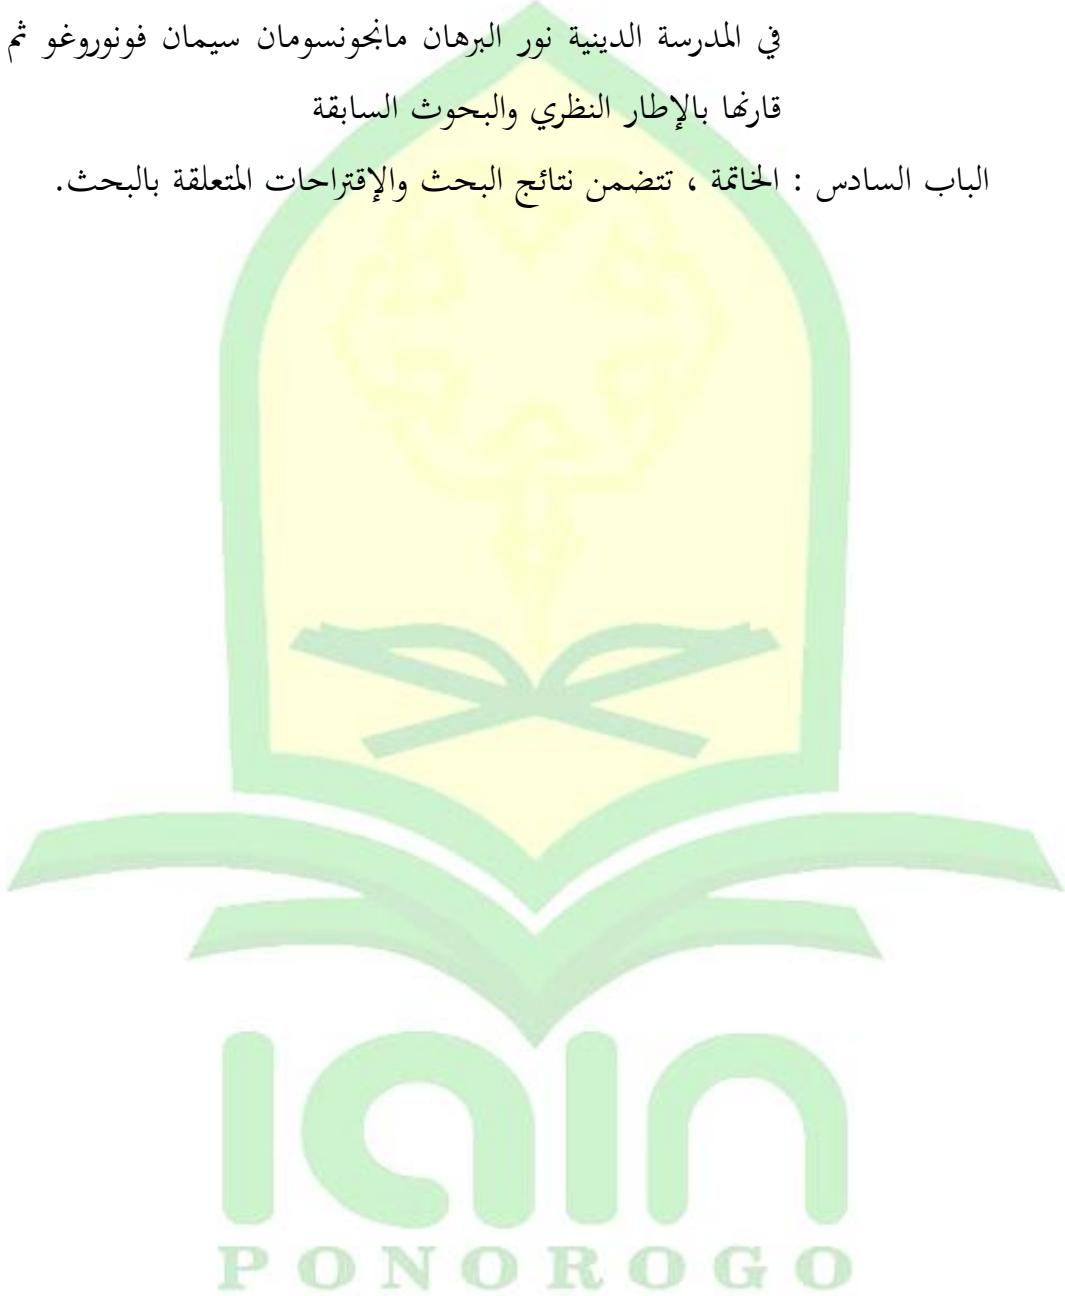 في المدرسة الدينية نور البرهان مانجونسومان سيمان فونوروغو ثم
قارنها بالإطار النظري والبحوث السابقة
الباب السادس : الخاتمة ، تتضمن نتائج البحث والإقتراحات المتعلقة بالبحث.
iain
PONOROGO